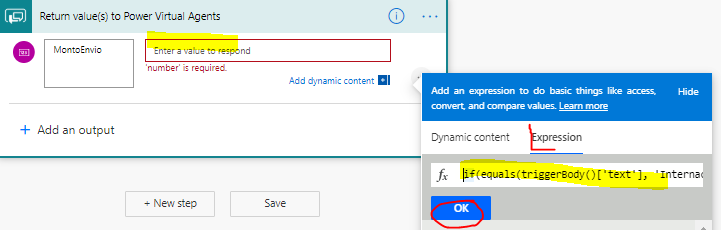 Return value(s) to Power Virtual Agents
MontoEnvio
Enter a value to respond
'number' is required.
Add dynamic content
+ Add an output
+ New step
Save
Add an expression to do basic things like access,
convert, and compare values. Learn more
Hide
Dynamic content
Expression
fx if(equals(triggerBody()['text'], 'Internac
OK